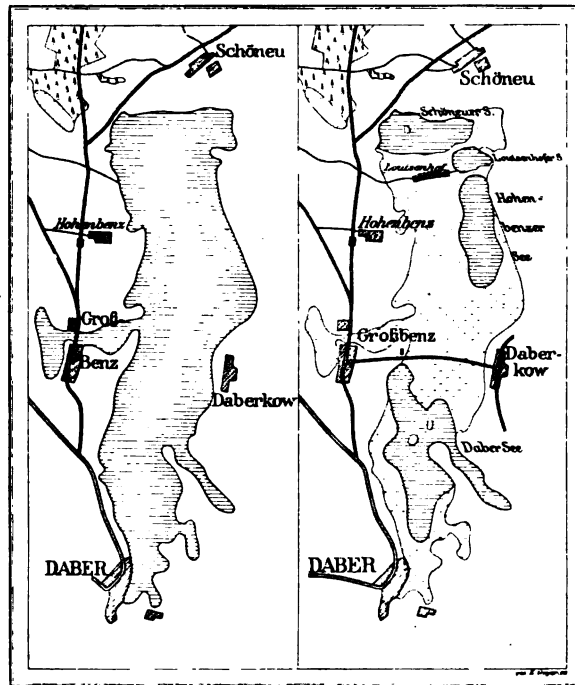 Schöneu
Hohenbenz
Groß-
Benz
Daberkow
DABER
Schöneu
Schöneuer S.
Louisenhofer S
Louisenhof
Hohen-
benzer
See
Hohenbenz
Großbenz
Daber-
kow
Daber See
DABER